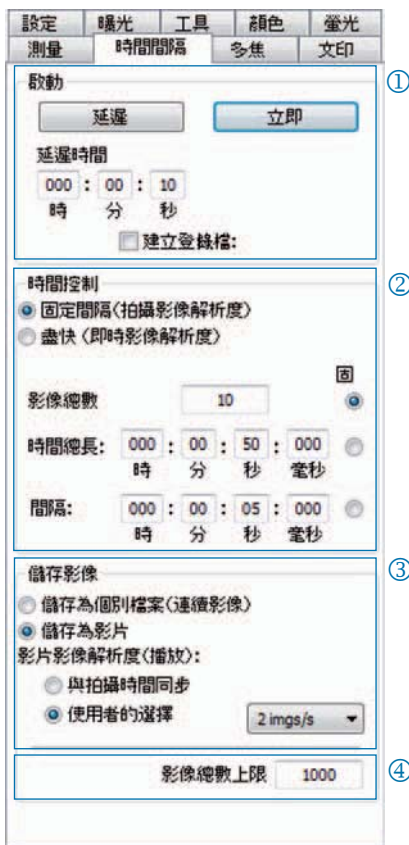 設定 曝光 工具 顏色 螢光
測量 時間間隔 多焦 文印
啟動 ①
延遲 立即
延遲時間
000 : 00 : 10
時 分 秒
建立登錄檔:
時間控制 ②
固定間隔(拍攝影像解析度)
盡快 (即時影像解析度)
固
影像總數 10
時間總長: 000 : 00 : 50 : 000
時 分 秒 毫秒
間隔: 000 : 00 : 05 : 000
時 分 秒 毫秒
儲存影像 ③
儲存為個別檔案(連續影像)
儲存為影片
影片影像解析度(播放):
與拍攝時間同步
使用者的選擇 2 imgs/s
影像總數上限 1000 ④